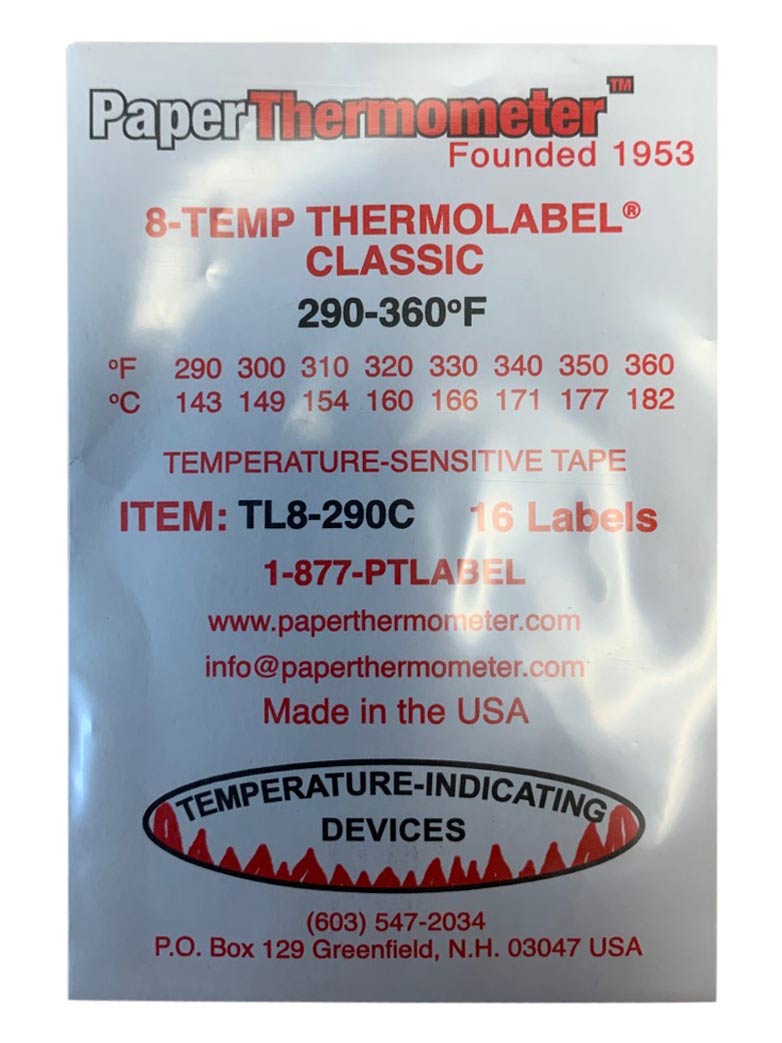 PaperThermometer™
Founded 1953
8-TEMP THERMOLABEL®
CLASSIC
290-360ºF
ºF 290 300 310 320 330 340 350 360
ºC 143 149 154 160 166 171 177 182
TEMPERATURE-SENSITIVE TAPE
ITEM: TL8-290C 16 Labels
1-877-PTLABEL
www.paperthermometer.com
info@paperthermometer.com
Made in the USA
TEMPERATURE-INDICATING
DEVICES
(603) 547-2034
P.O. Box 129 Greenfield, N.H. 03047 USA